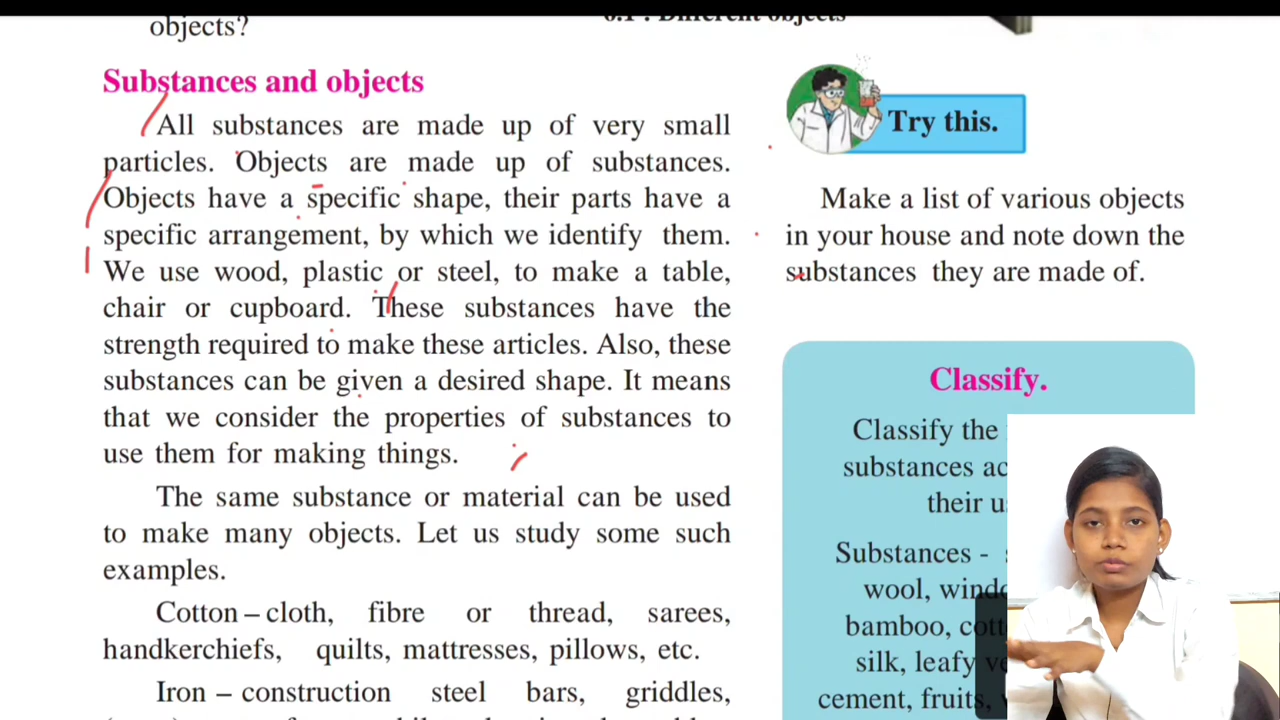 objects?
Substances and objects
All substances are made up of very small
particles. Objects are made up of substances.
Objects have a specific shape, their parts have a
specific arrangement, by which we identify them.
We use wood, plastic or steel, to make a table,
chair or cupboard. These substances have the
strength required to make these articles. Also, these
substances can be given a desired shape. It means
that we consider the properties of substances to
use them for making things.
The same substance or material can be used
to make many objects. Let us study some such
examples.
Cotton – cloth, fibre or thread, sarees,
handkerchiefs, quilts, mattresses, pillows, etc.
Iron – construction steel bars, griddles,
6.1 : Different objects
Try this.
Make a list of various objects
in your house and note down the
substances they are made of.
Classify.
Classify the
substances
their
Substances -
wool,
bamboo,
silk, leafy
cement, fruits,